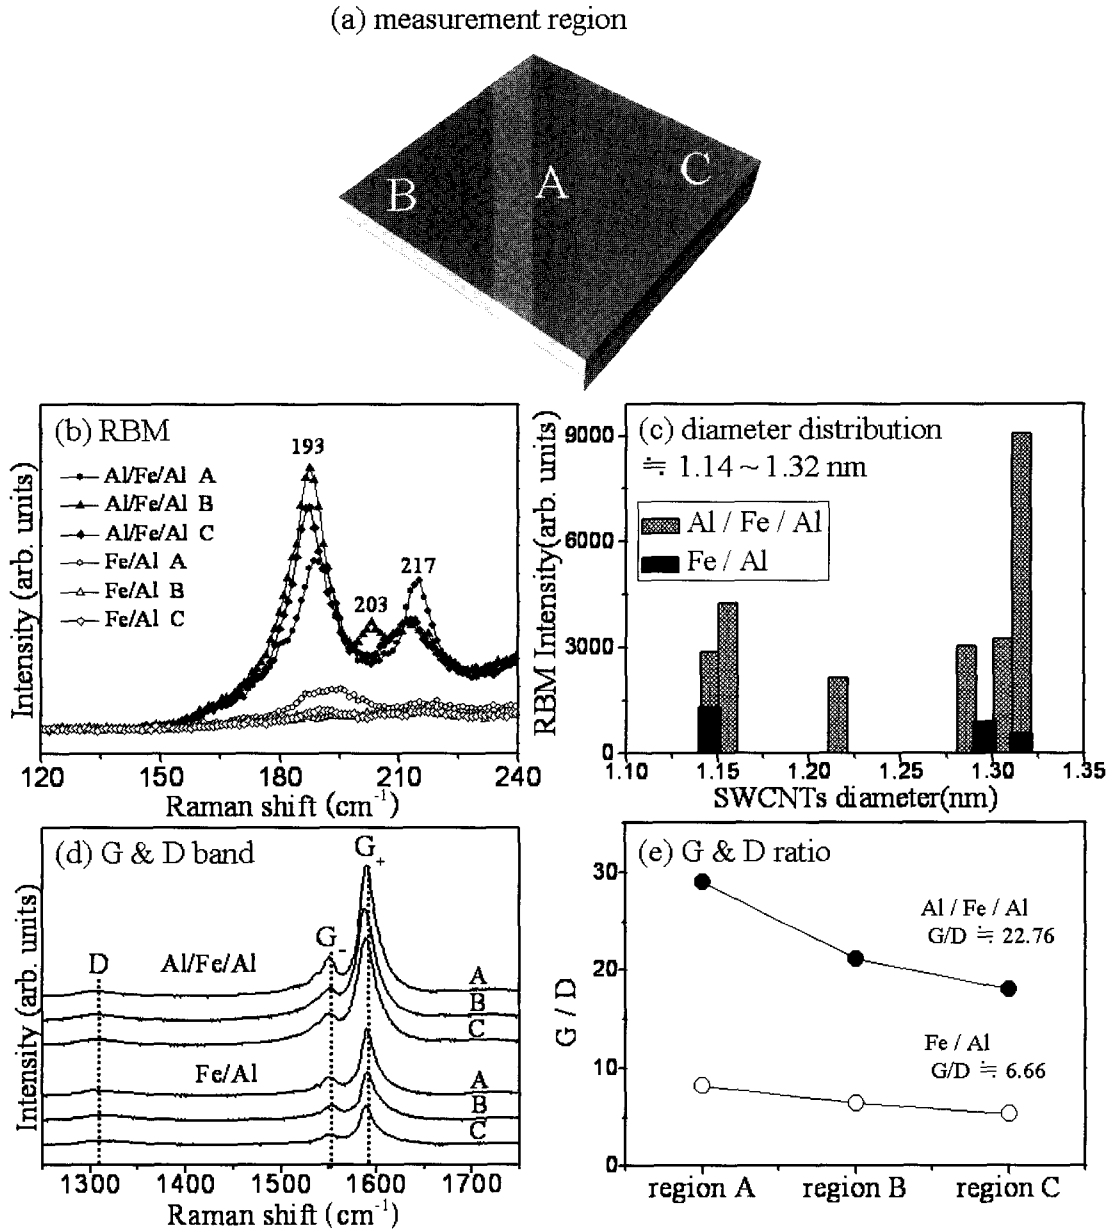 (a) measurement region
B
A
C
(b) RBM
Al/Fe/Al A
Al/Fe/Al B
Al/Fe/Al C
Fe/Al A
Fe/Al B
Fe/Al C
193
203
217
Intensity (arb. units)
120 150 180 210 240
Raman shift (cm⁻¹)
(c) diameter distribution
≒ 1.14 ~ 1.32 nm
Al / Fe / Al
Fe / Al
RBM Intensity(arb. units)
9000
6000
3000
0
1.10 1.15 1.20 1.25 1.30 1.35
SWCNTs diameter(nm)
(d) G & D band
G₊
G₋
D
Al/Fe/Al
A
B
C
Fe/Al
A
B
C
Intensity (arb. units)
1300 1400 1500 1600 1700
Raman shift (cm⁻¹)
(e) G & D ratio
Al / Fe / Al
G/D ≒ 22.76
Fe / Al
G/D ≒ 6.66
G / D
30
20
10
0
region A region B region C